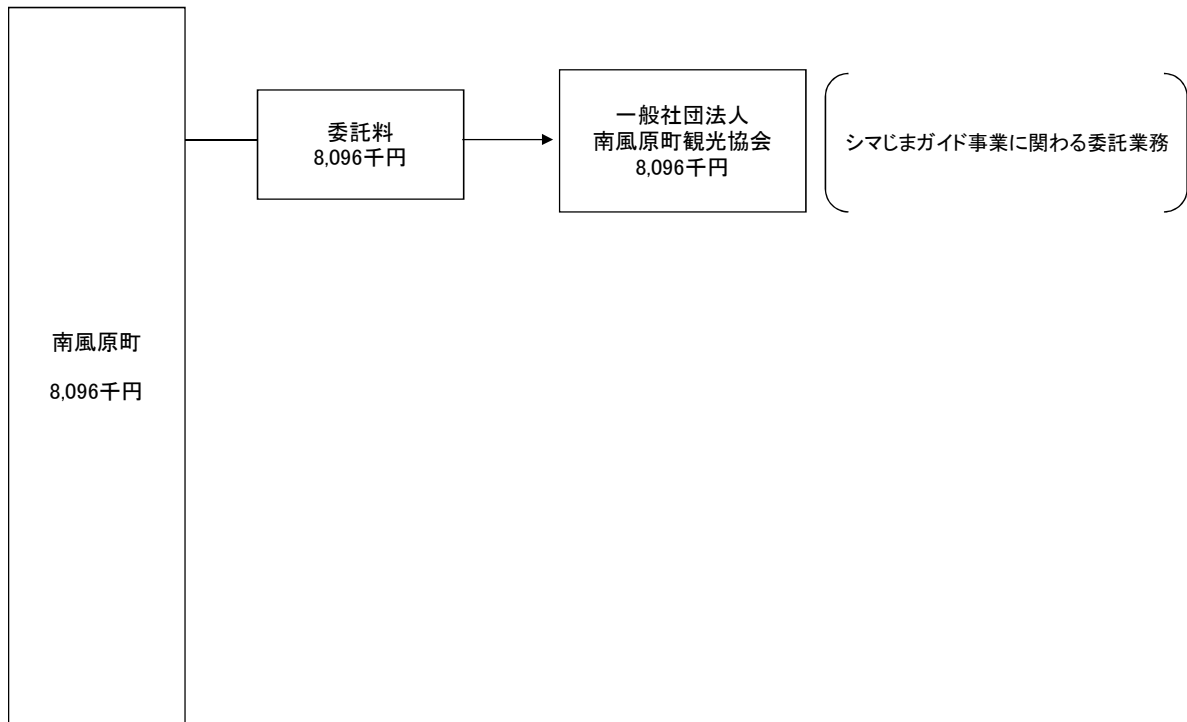 南風原町
8,096千円
委託料
8,096千円
一般社団法人
南風原町観光協会
8,096千円
シマじまガイド事業に関わる委託業務